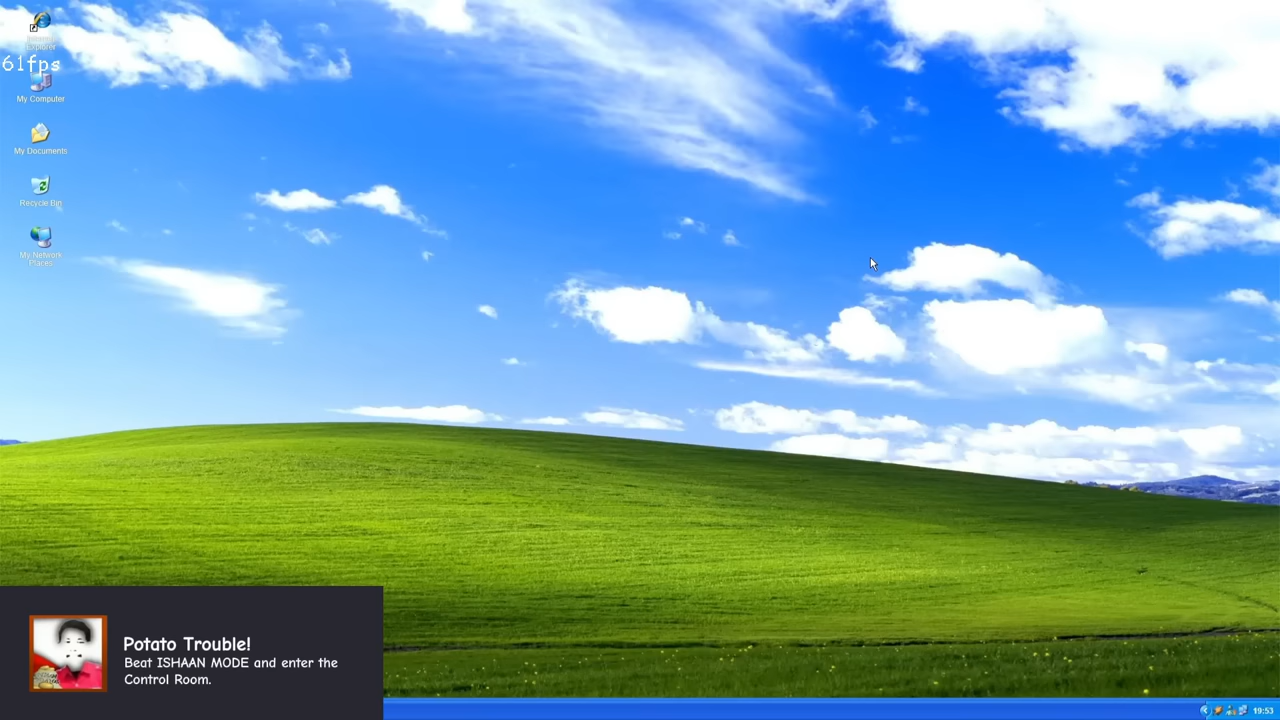 Explorer
61fps
My Computer
My Documents
Recycle Bin
My Network
Places
Potato Trouble!
Beat ISHAAN MODE and enter the
Control Room.
19:53